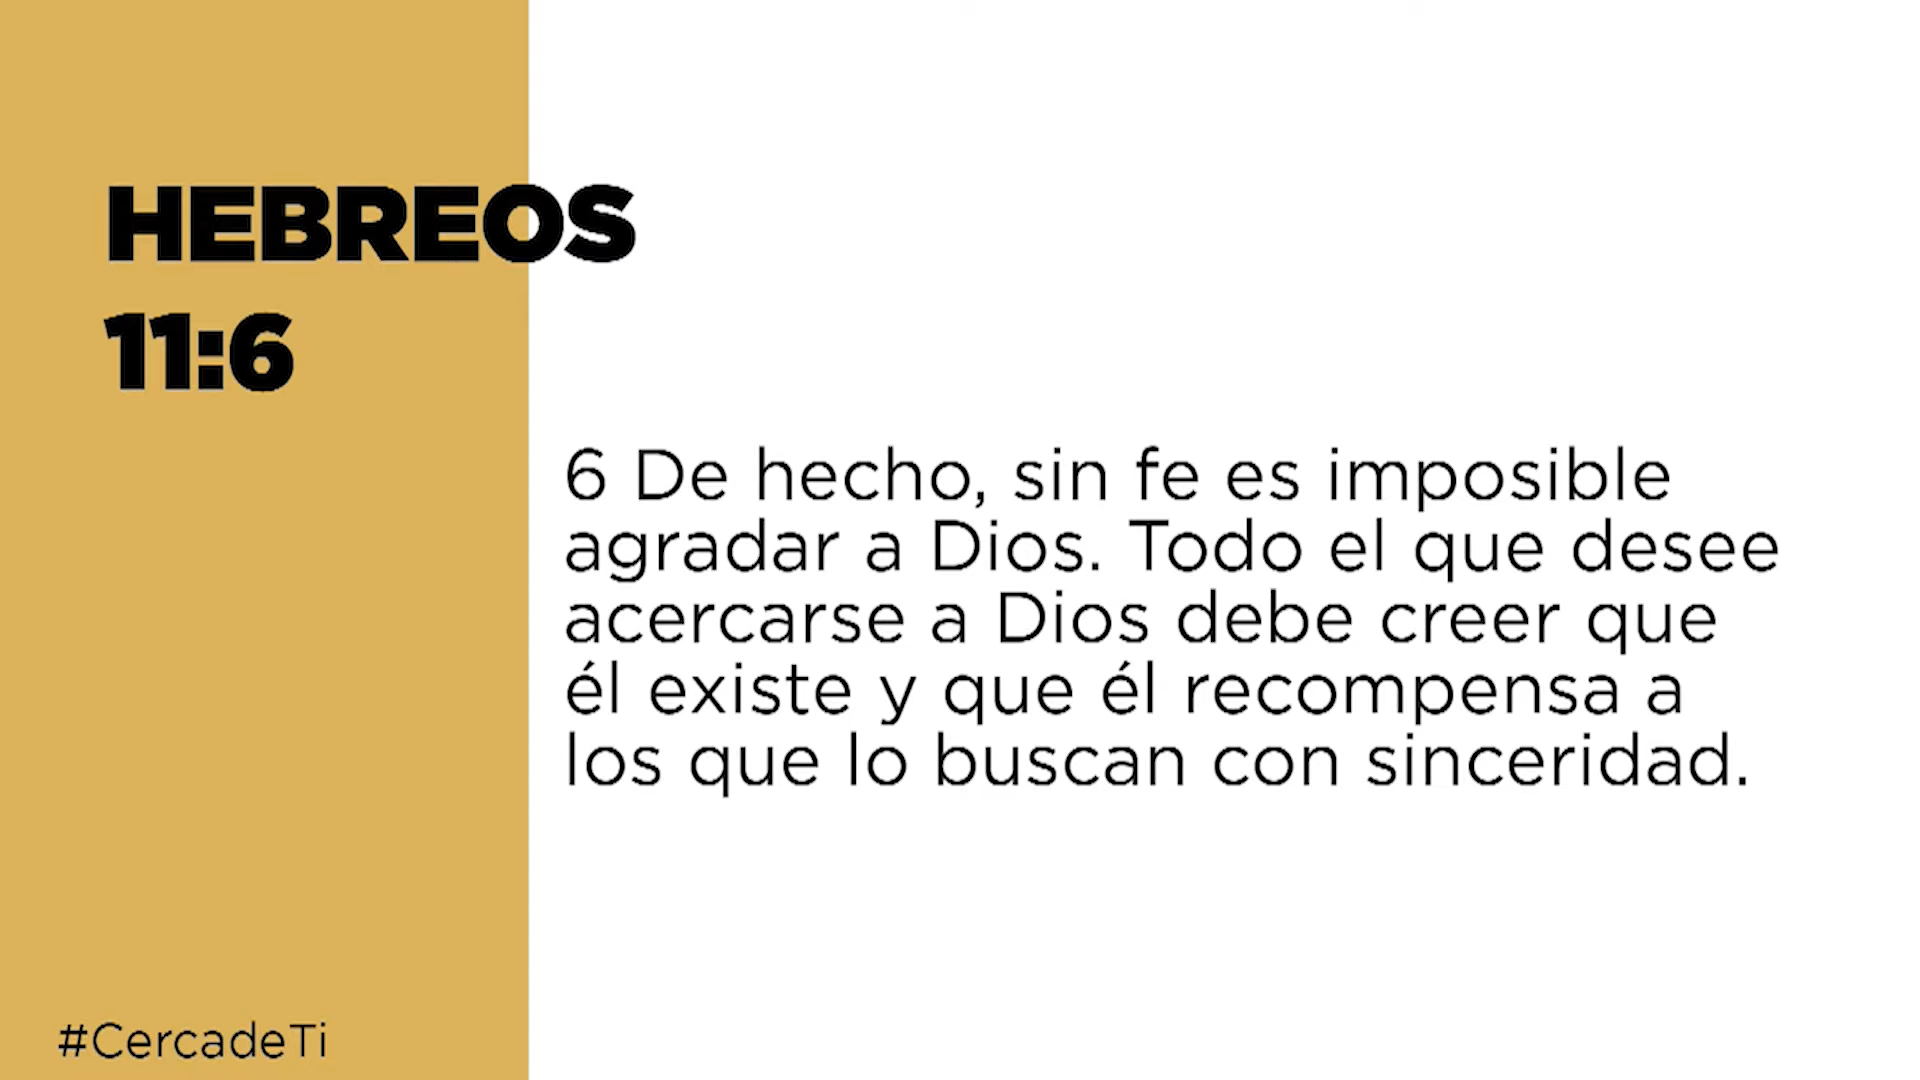 HEBREOS
11:6
6 De hecho, sin fe es imposible
agradar a Dios. Todo el que desee
acercarse a Dios debe creer que
él existe y que él recompensa a
los que lo buscan con sinceridad.
#CercadeTi